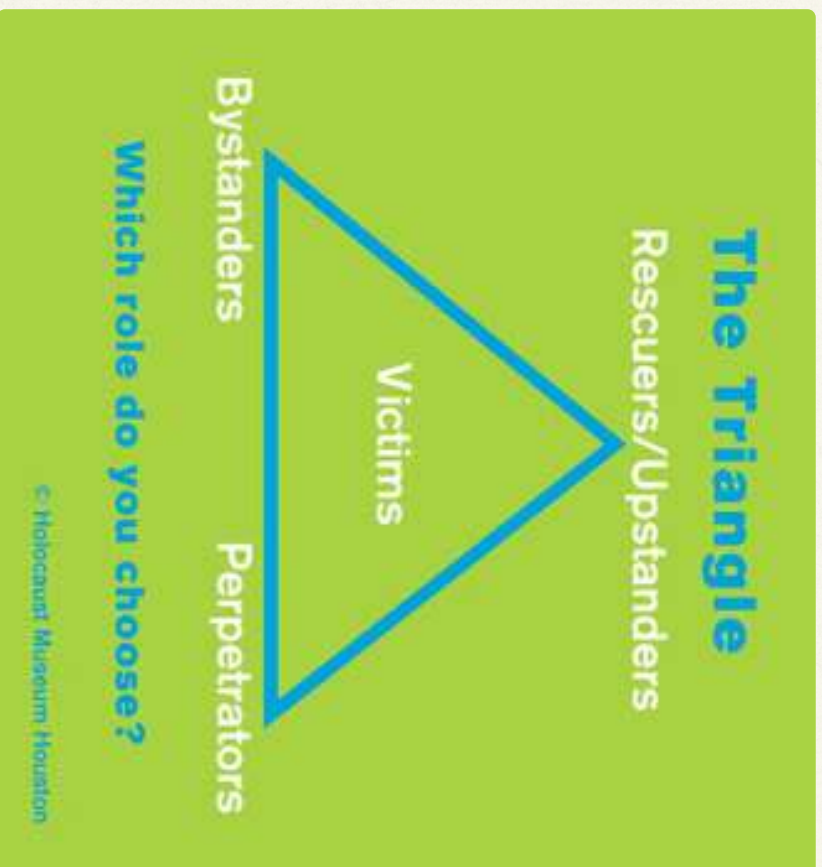 The Triangle
Rescuers/Upstanders
Victims
Bystanders Perpetrators
Which role do you choose?
© Holocaust Museum Houston